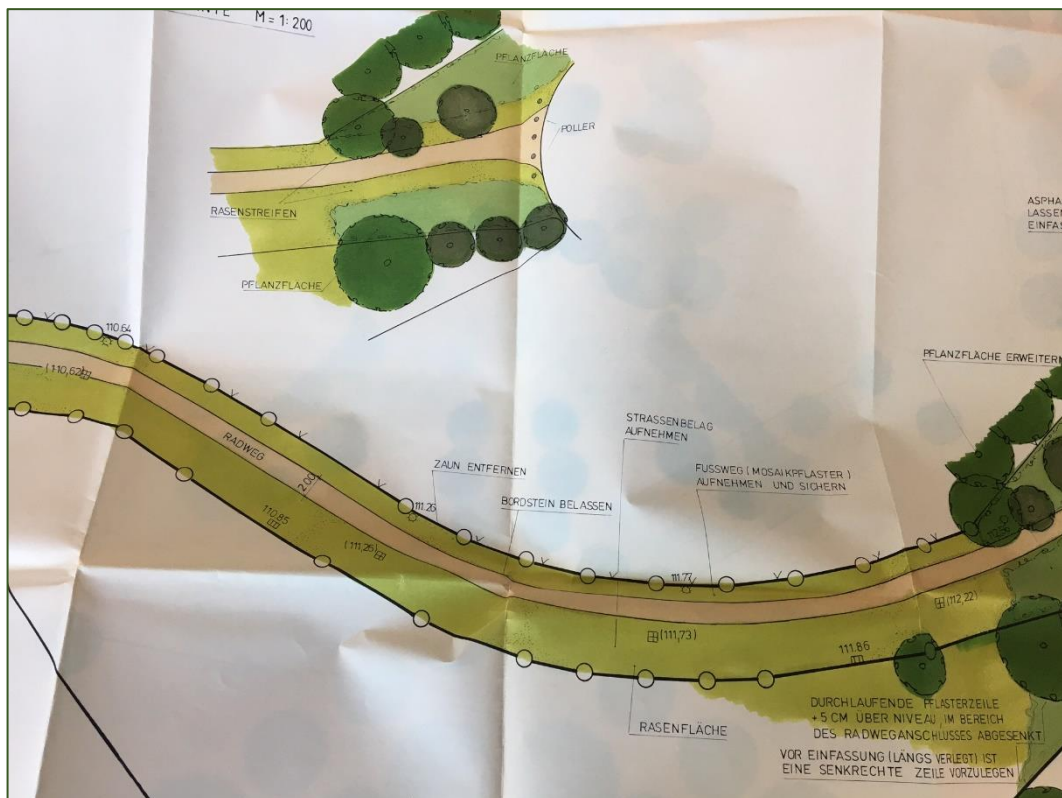 M = 1: 200
PFLANZFLÄCHE
POLLER
RASENSTREIFEN
PFLANZFLÄCHE
ASPHA
LASSEN
EINFAS
110.64
(110,62)
PFLANZFLÄCHE ERWEITERN
STRASSENBELAG
AUFNEHMEN
RADWEG
2.00
ZAUN ENTFERNEN
FUSSWEG (MOSAIKPFLASTER)
AUFNEHMEN UND SICHERN
BORDSTEIN BELASSEN
111.26
110.85
(111,26)
111.77
(112,22)
(111,73)
111.86
DURCHLAUFENDE PFLASTERZEILE
+5 CM ÜBER NIVEAU, IM BEREICH
DES RADWEGANSCHLUSSES ABGESENKT
RASENFLÄCHE
VOR EINFASSUNG (LÄNGS VERLEGT) IST
EINE SENKRECHTE ZEILE VORZULEGEN